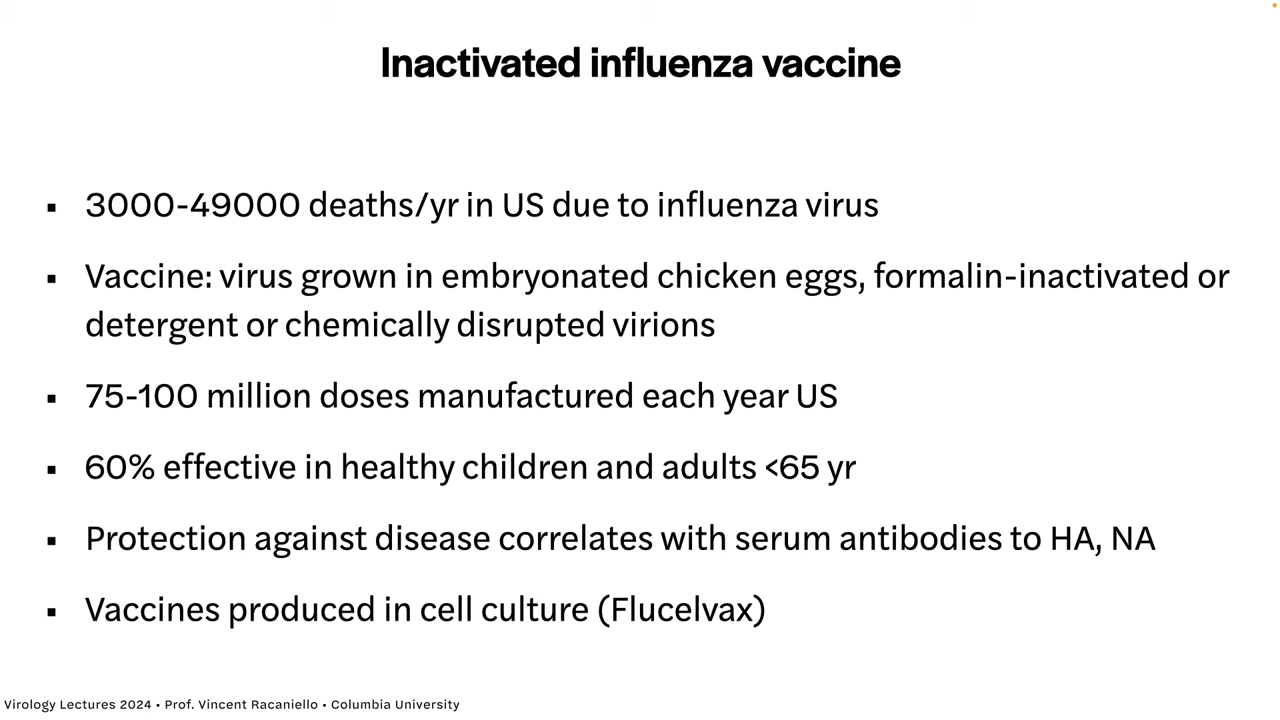 Inactivated influenza vaccine
▪ 3000-49000 deaths/yr in US due to influenza virus
▪ Vaccine: virus grown in embryonated chicken eggs, formalin-inactivated or
detergent or chemically disrupted virions
▪ 75-100 million doses manufactured each year US
▪ 60% effective in healthy children and adults <65 yr
▪ Protection against disease correlates with serum antibodies to HA, NA
▪ Vaccines produced in cell culture (Flucelvax)
Virology Lectures 2024 • Prof. Vincent Racaniello • Columbia University